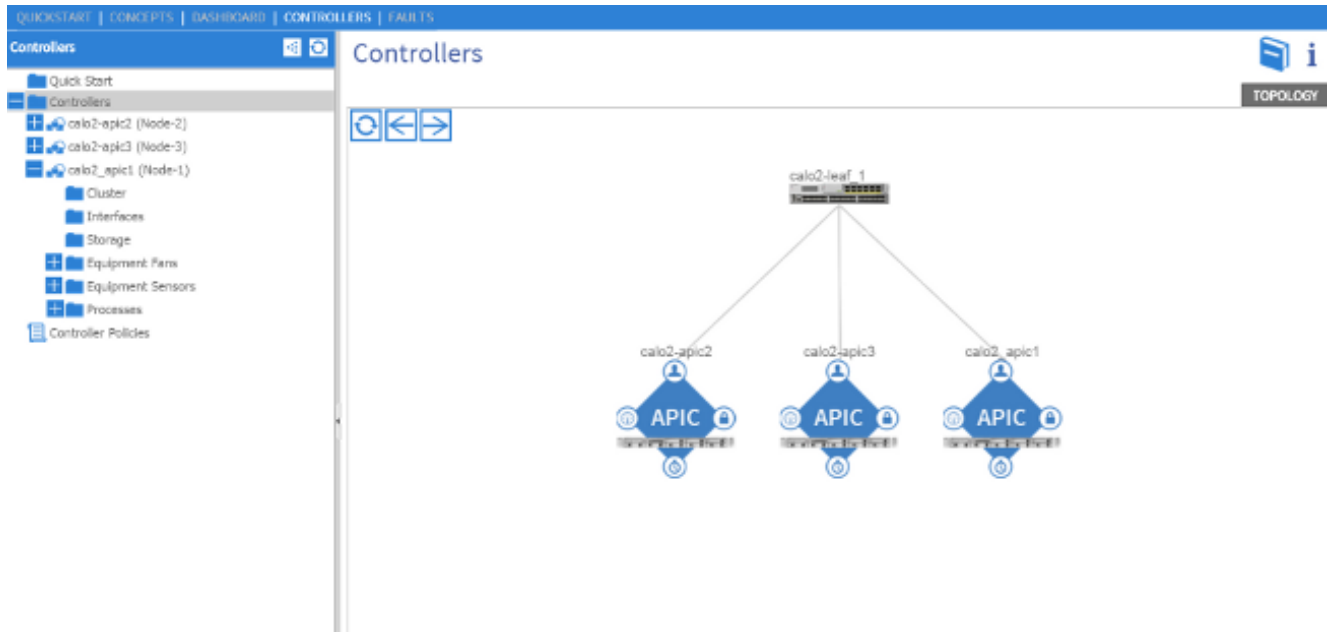 QUICKSTART | CONCEPTS | DASHBOARD | CONTROLLERS | FAULTS
Controllers
Quick Start
Controllers
calo2-apic2 (Node-2)
calo2-apic3 (Node-3)
calo2_apic1 (Node-1)
Cluster
Interfaces
Storage
Equipment Fans
Equipment Sensors
Processes
Controller Policies
Controllers
i
TOPOLOGY
calo2-leaf_1
calo2-apic2 calo2-apic3 calo2_apic1
APIC APIC APIC